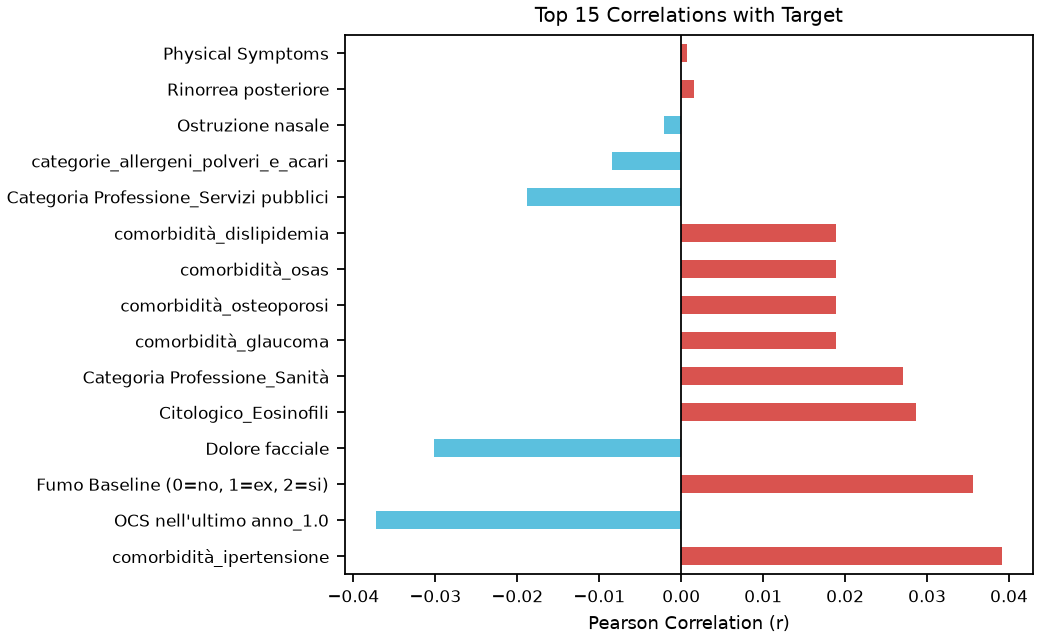 Top 15 Correlations with Target
Physical Symptoms
Rinorrea posteriore
Ostruzione nasale
categorie_allergeni_polveri_e_acari
Categoria Professione_Servizi pubblici
comorbidità_dislipidemia
comorbidità_osas
comorbidità_osteoporosi
comorbidità_glaucoma
Categoria Professione_Sanità
Citologico_Eosinofili
Dolore facciale
Fumo Baseline (0=no, 1=ex, 2=si)
OCS nell'ultimo anno_1.0
comorbidità_ipertensione
−0.04 −0.03 −0.02 −0.01 0.00 0.01 0.02 0.03 0.04
Pearson Correlation (r)